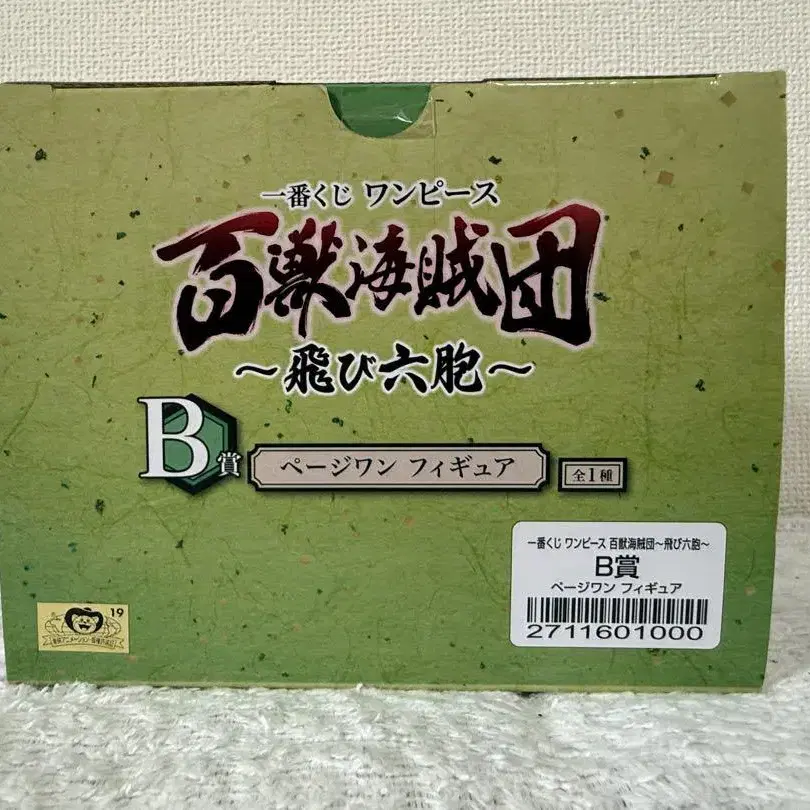 一番くじ ワンピース
百獣海賊団
〜飛び六胞〜
B賞
ページワン フィギュア
全1種
一番くじ ワンピース 百獣海賊団〜飛び六胞〜
B賞
ページワン フィギュア
2711601000
19